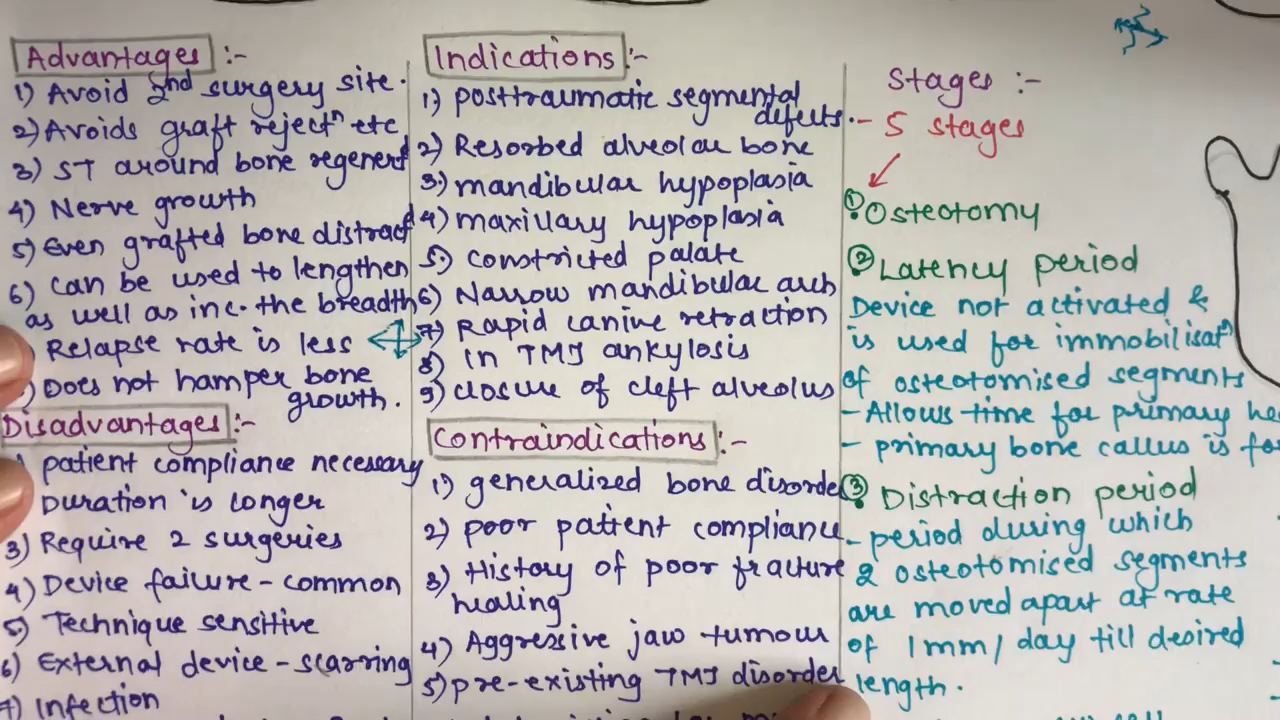 Advantages :-
1) Avoid 2nd surgery site.
2) Avoids graft rejectn etc
3) ST around bone regenerd
4) Nerve growth
5) Even grafted bone distractd
6) can be used to lengthen
as well as inc. the breadth
Relapse rate is less
Does not hamper bone
growth.
Disadvantages :-
patient compliance necessary
Duration is longer
3) Require 2 surgeries
4) Device failure - common
5) Technique sensitive
6) External device - scarring
7) Infection
Indications :-
1) posttraumatic segmental
defects.
2) Resorbed alveolar bone
3) mandibular hypoplasia
4) maxillary hypoplasia
5) constricted palate
6) Narrow mandibular arch
7) Rapid canine retraction
8) in TMJ ankylosis
9) closure of cleft alveolus
Contraindications :-
1) generalized bone disorder
2) poor patient compliance
3) History of poor fracture
healing
4) Aggressive jaw tumour
5) pre-existing TMJ disorder
Stages :-
- 5 stages
① Osteotomy
② Latency period
Device not activated &
is used for immobilisatn
of osteotomised segments
- Allows time for primary
- primary bone callus is
③ Distraction period
- period during which
2 osteotomised segments
are moved apart at rate
of 1mm/day till desired
length.